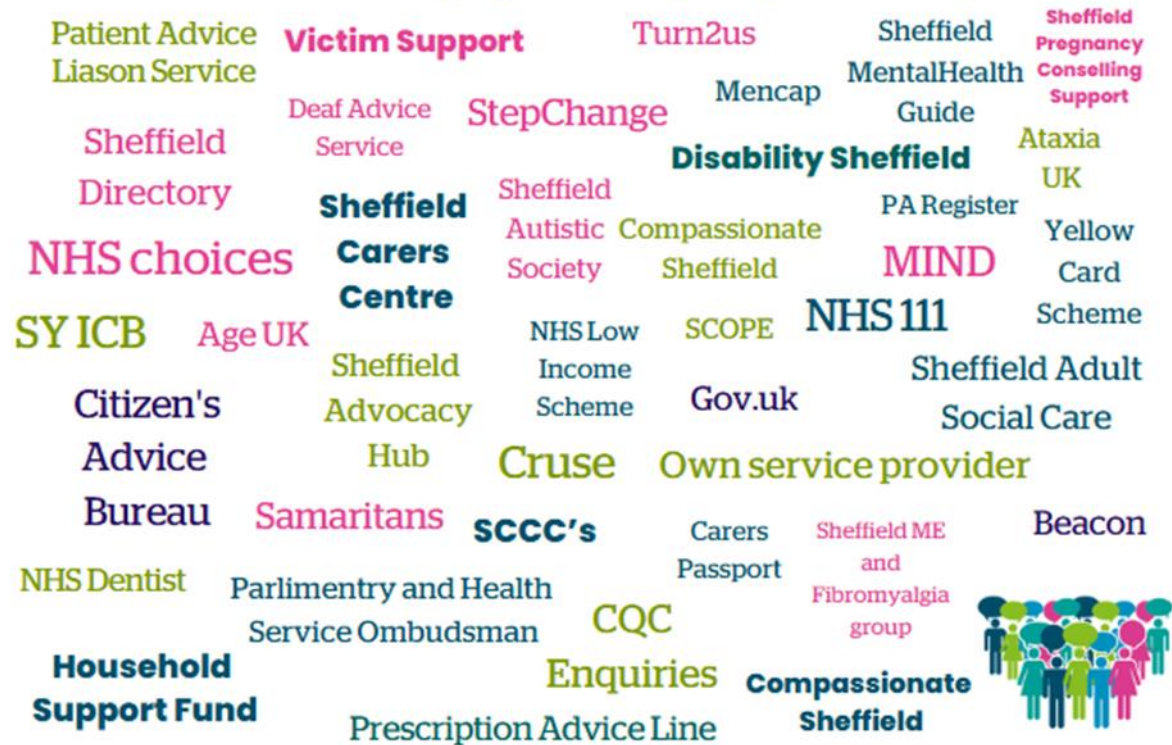 Patient Advice
Liason Service
Victim Support
Turn2us
Sheffield
MentalHealth
Guide
Sheffield
Pregnancy
Conselling
Support
Mencap
Deaf Advice
Service
StepChange
Sheffield
Directory
Disability Sheffield
Ataxia
UK
Sheffield
Carers
Centre
Sheffield
Autistic
Society
Compassionate
Sheffield
PA Register
MIND
Yellow
Card
Scheme
NHS choices
SY ICB
Age UK
NHS Low
Income
Scheme
SCOPE
NHS 111
Sheffield
Advocacy
Hub
Gov.uk
Sheffield Adult
Social Care
Citizen's
Advice
Bureau
Cruse
Own service provider
Samaritans
SCCC's
Carers
Passport
Sheffield ME
and
Fibromyalgia
group
Beacon
NHS Dentist
Parlimentry and Health
Service Ombudsman
CQC
Enquiries
Household
Support Fund
Compassionate
Sheffield
Prescription Advice Line